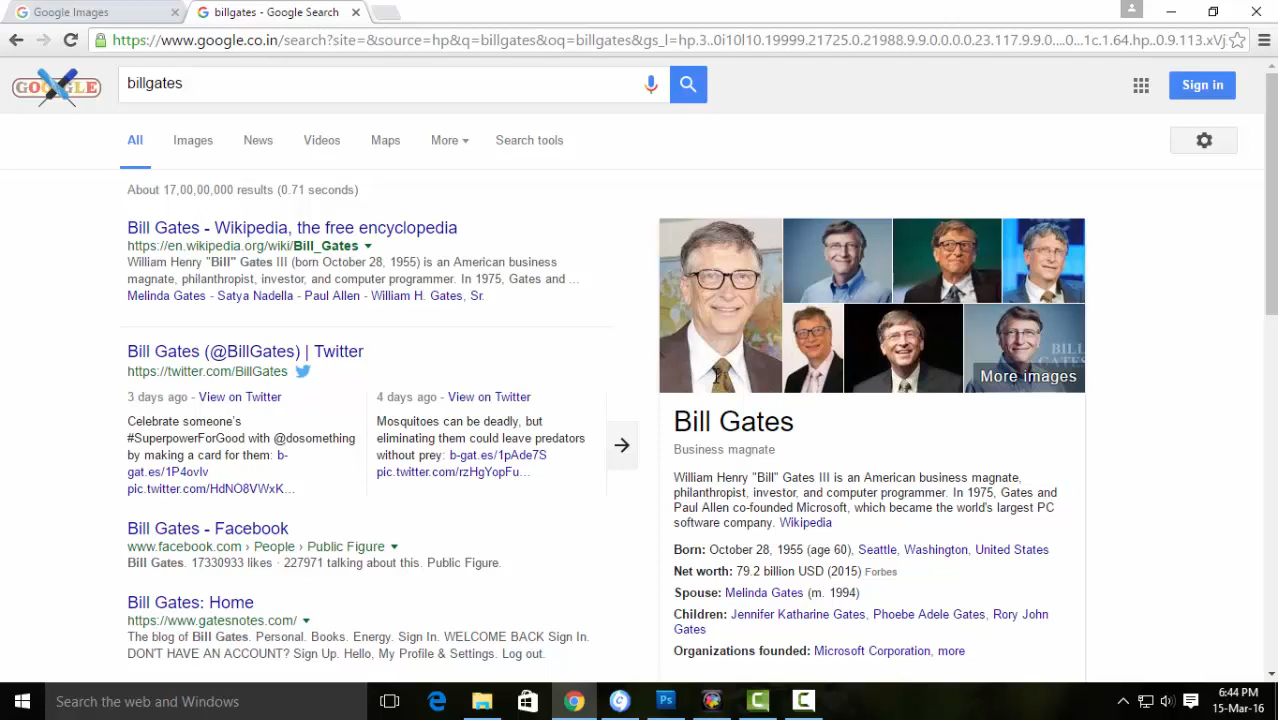 Google Images
billgates - Google Search
https://www.google.co.in/search?site=&source=hp&q=billgates&oq=billgates&gs_l=hp.3..0i10l10.19999.21725.0.21988.9.9.0.0.0.0.23.117.9.9.0....0...1c.1.64.hp..0.9.113.xVj
GOOGLE
billgates
Sign in
All Images News Videos Maps More Search tools
About 17,00,00,000 results (0.71 seconds)
Bill Gates - Wikipedia, the free encyclopedia
https://en.wikipedia.org/wiki/Bill_Gates
William Henry "Bill" Gates III (born October 28, 1955) is an American business
magnate, philanthropist, investor, and computer programmer. In 1975, Gates and ...
Melinda Gates - Satya Nadella - Paul Allen - William H. Gates, Sr.
Bill Gates (@BillGates) | Twitter
https://twitter.com/BillGates
3 days ago - View on Twitter
Celebrate someone's
#SuperpowerForGood with @dosomething
by making a card for them: b-
gat.es/1P4ovIv
pic.twitter.com/HdNO8VWxK...
4 days ago - View on Twitter
Mosquitoes can be deadly, but
eliminating them could leave predators
without prey: b-gat.es/1pAde7S
pic.twitter.com/rzHgYopFu...
Bill Gates - Facebook
www.facebook.com › People › Public Figure
Bill Gates. 17330933 likes · 227971 talking about this. Public Figure.
Bill Gates: Home
https://www.gatesnotes.com/
The blog of Bill Gates. Personal. Books. Energy. Sign In. WELCOME BACK Sign In.
DON'T HAVE AN ACCOUNT? Sign Up. Hello, My Profile & Settings. Log out.
BILL
GATES
More images
Bill Gates
Business magnate
William Henry "Bill" Gates III is an American business magnate,
philanthropist, investor, and computer programmer. In 1975, Gates and
Paul Allen co-founded Microsoft, which became the world's largest PC
software company. Wikipedia
Born: October 28, 1955 (age 60), Seattle, Washington, United States
Net worth: 79.2 billion USD (2015) Forbes
Spouse: Melinda Gates (m. 1994)
Children: Jennifer Katharine Gates, Phoebe Adele Gates, Rory John
Gates
Organizations founded: Microsoft Corporation, more
Search the web and Windows
Ps
6:44 PM
15-Mar-16